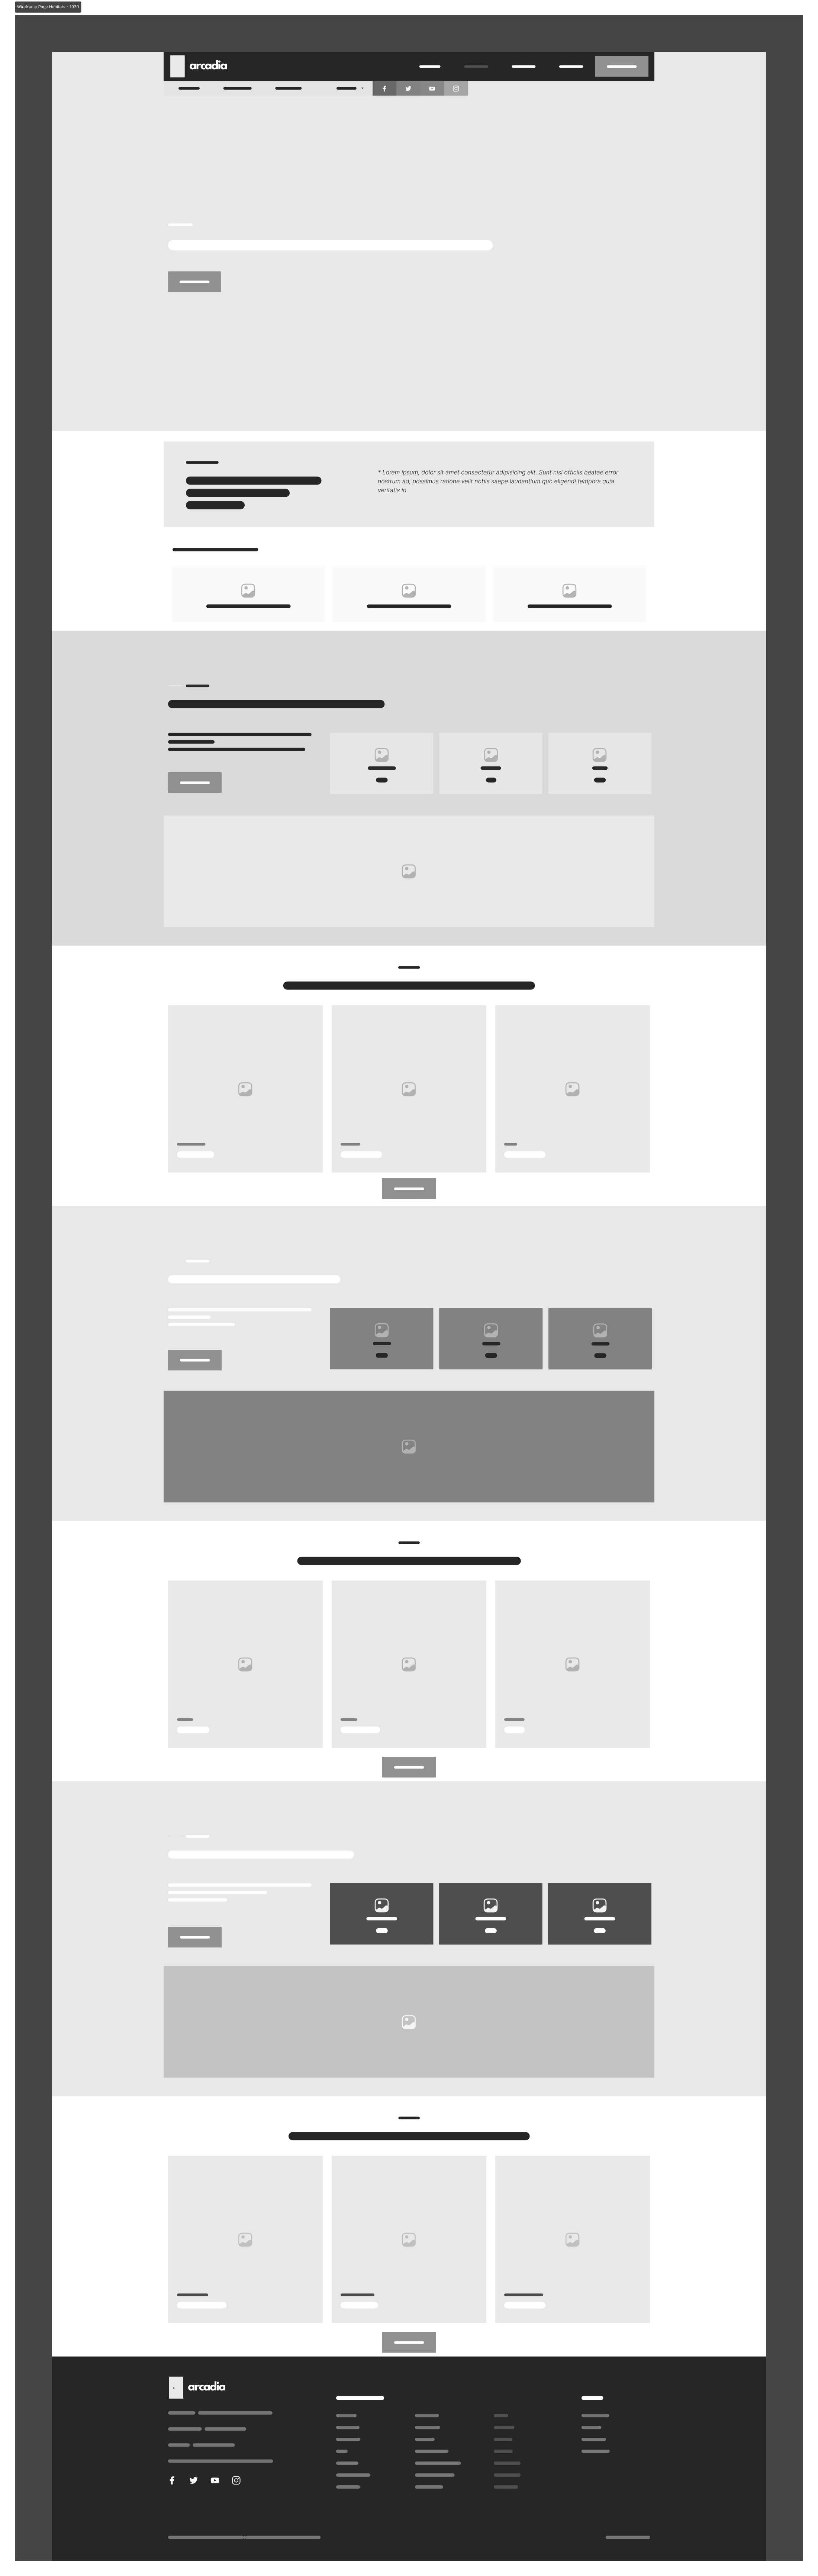 Wireframe Page Habitats - 1920
arcadia
* Lorem ipsum, dolor sit amet consectetur adipisicing elit. Sunt nisi officiis beatae error
nostrum ad, possimus ratione velit nobis saepe laudantium quo eligendi tempora quia
veritatis in.
arcadia